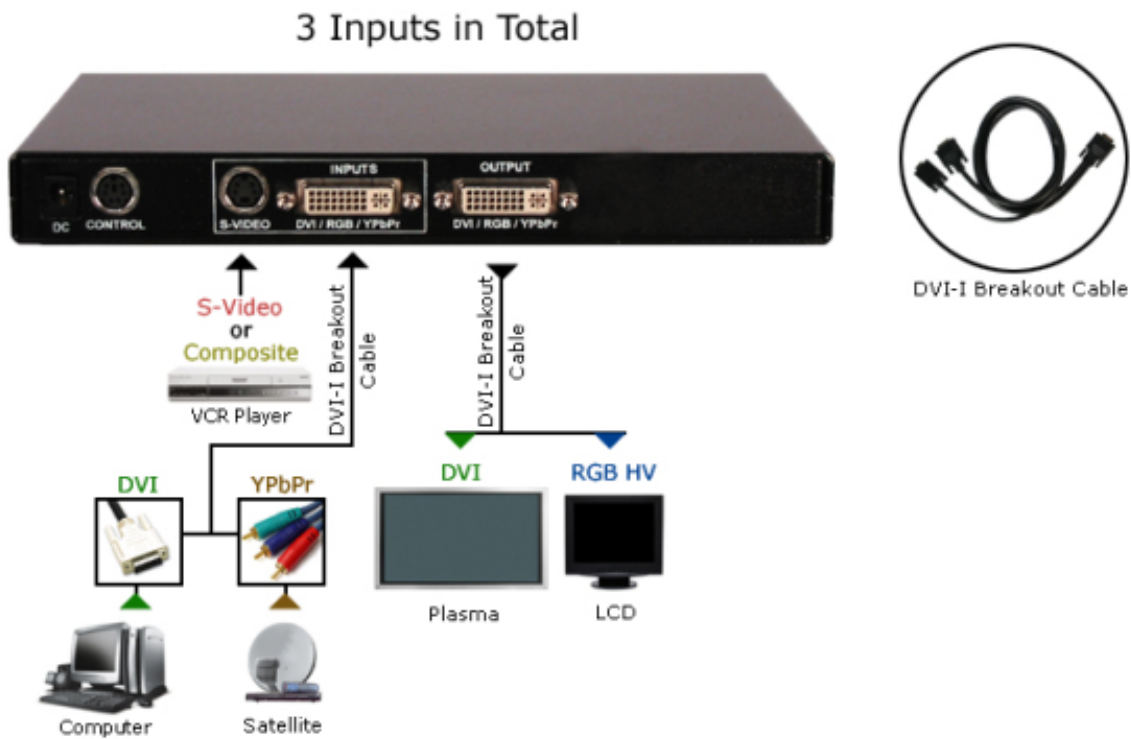 3 Inputs in Total
INPUTS
OUTPUT
DC
CONTROL
S-VIDEO
DVI / RGB / YPbPr
DVI / RGB / YPbPr
DVI-I Breakout Cable
S-Video
or
Composite
VCR Player
DVI-I Breakout
Cable
DVI-I Breakout
Cable
DVI
YPbPr
DVI
RGB HV
Plasma
LCD
Computer
Satellite